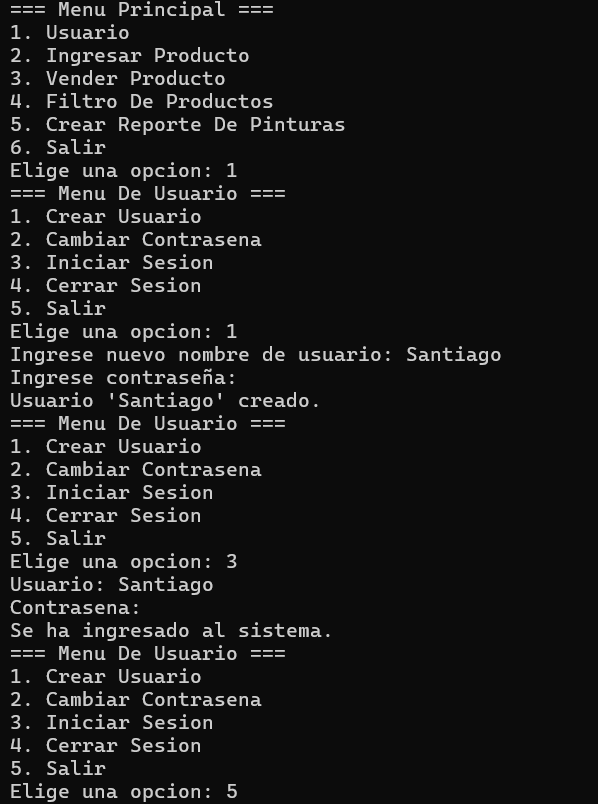 === Menu Principal ===
1. Usuario
2. Ingresar Producto
3. Vender Producto
4. Filtro De Productos
5. Crear Reporte De Pinturas
6. Salir
Elige una opcion: 1
=== Menu De Usuario ===
1. Crear Usuario
2. Cambiar Contrasena
3. Iniciar Sesion
4. Cerrar Sesion
5. Salir
Elige una opcion: 1
Ingrese nuevo nombre de usuario: Santiago
Ingrese contraseña:
Usuario 'Santiago' creado.
=== Menu De Usuario ===
1. Crear Usuario
2. Cambiar Contrasena
3. Iniciar Sesion
4. Cerrar Sesion
5. Salir
Elige una opcion: 3
Usuario: Santiago
Contrasena:
Se ha ingresado al sistema.
=== Menu De Usuario ===
1. Crear Usuario
2. Cambiar Contrasena
3. Iniciar Sesion
4. Cerrar Sesion
5. Salir
Elige una opcion: 5